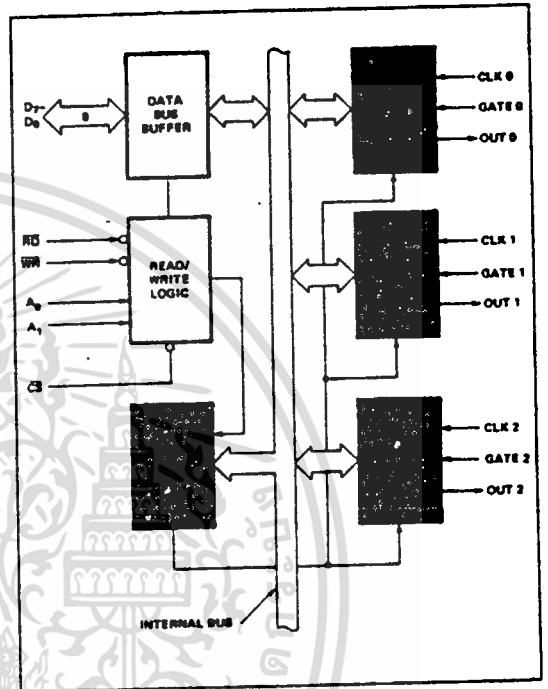 D7-
D0
8
DATA
BUS
BUFFER
CLK 0
GATE 0
OUT 0
RD
WR
A0
A1
CS
READ/
WRITE
LOGIC
CLK 1
GATE 1
OUT 1
CLK 2
GATE 2
OUT 2
INTERNAL BUS